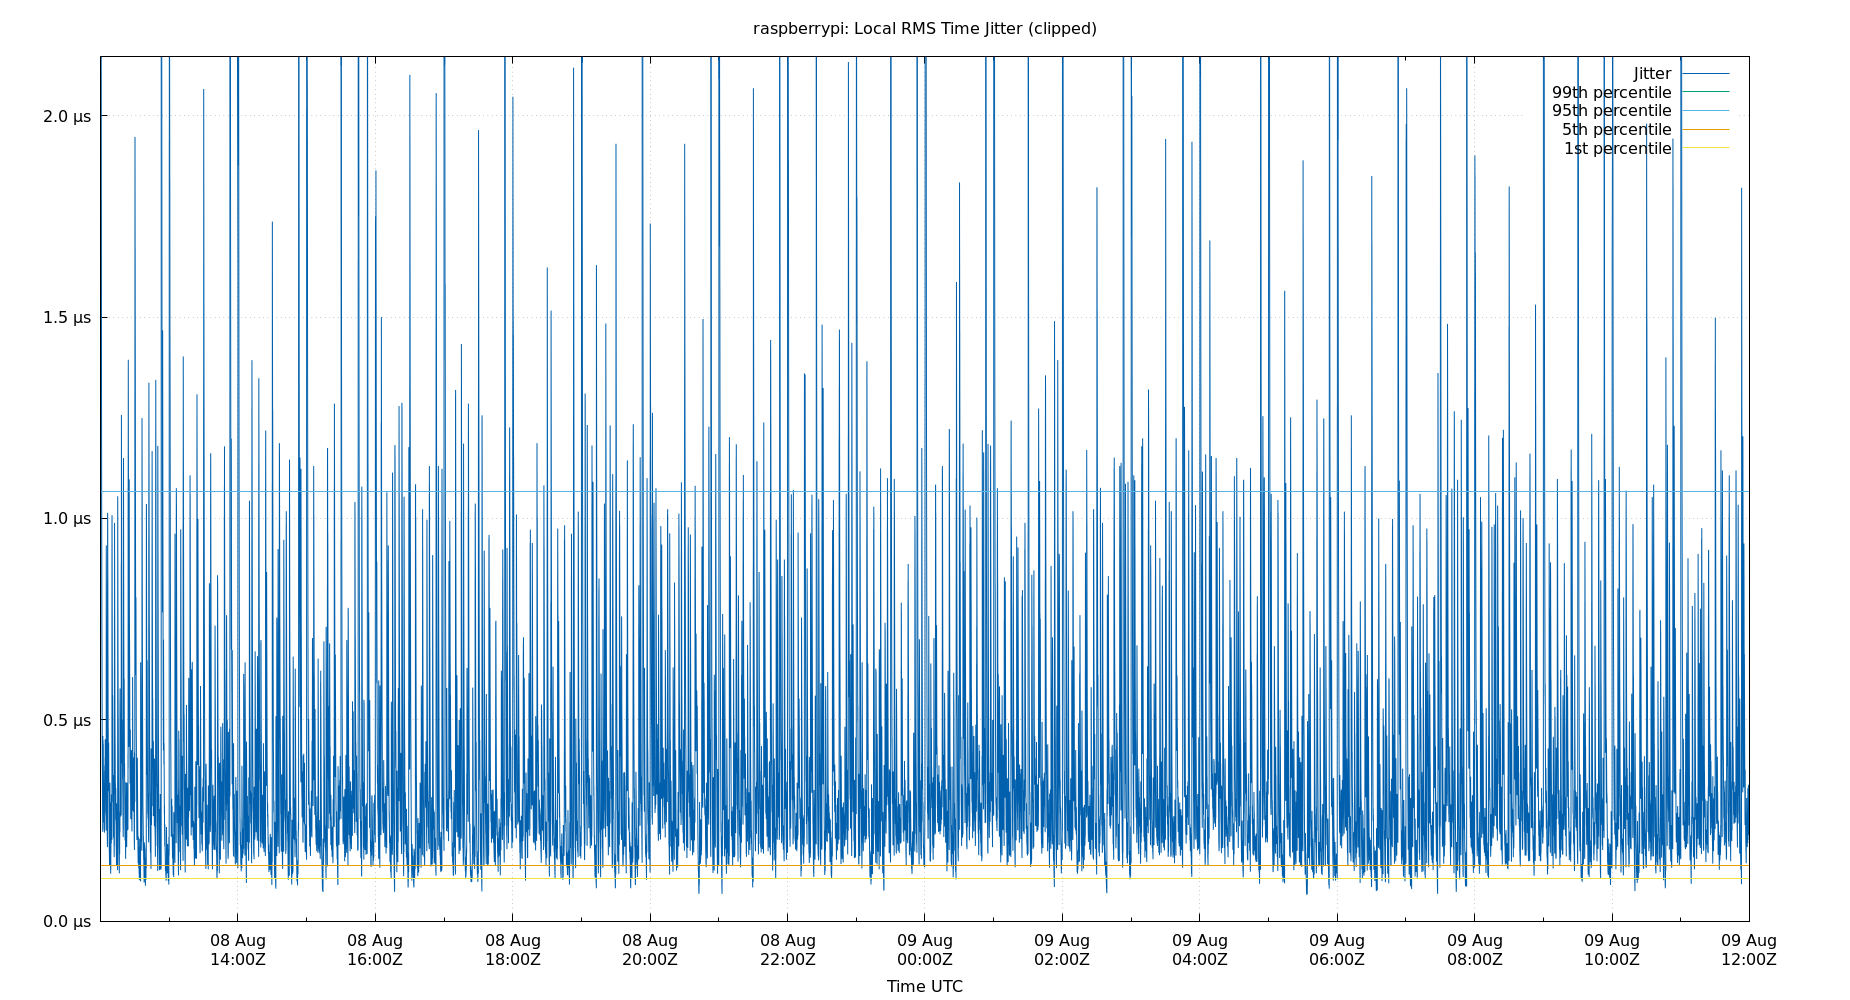 raspberrypi: Local RMS Time Jitter (clipped)
Jitter
99th percentile
95th percentile
5th percentile
1st percentile
2.0 μs
1.5 μs
1.0 μs
0.5 μs
0.0 μs
08 Aug 08 Aug 08 Aug 08 Aug 08 Aug 09 Aug 09 Aug 09 Aug 09 Aug 09 Aug 09 Aug 09 Aug
14:00Z 16:00Z 18:00Z 20:00Z 22:00Z 00:00Z 02:00Z 04:00Z 06:00Z 08:00Z 10:00Z 12:00Z
Time UTC